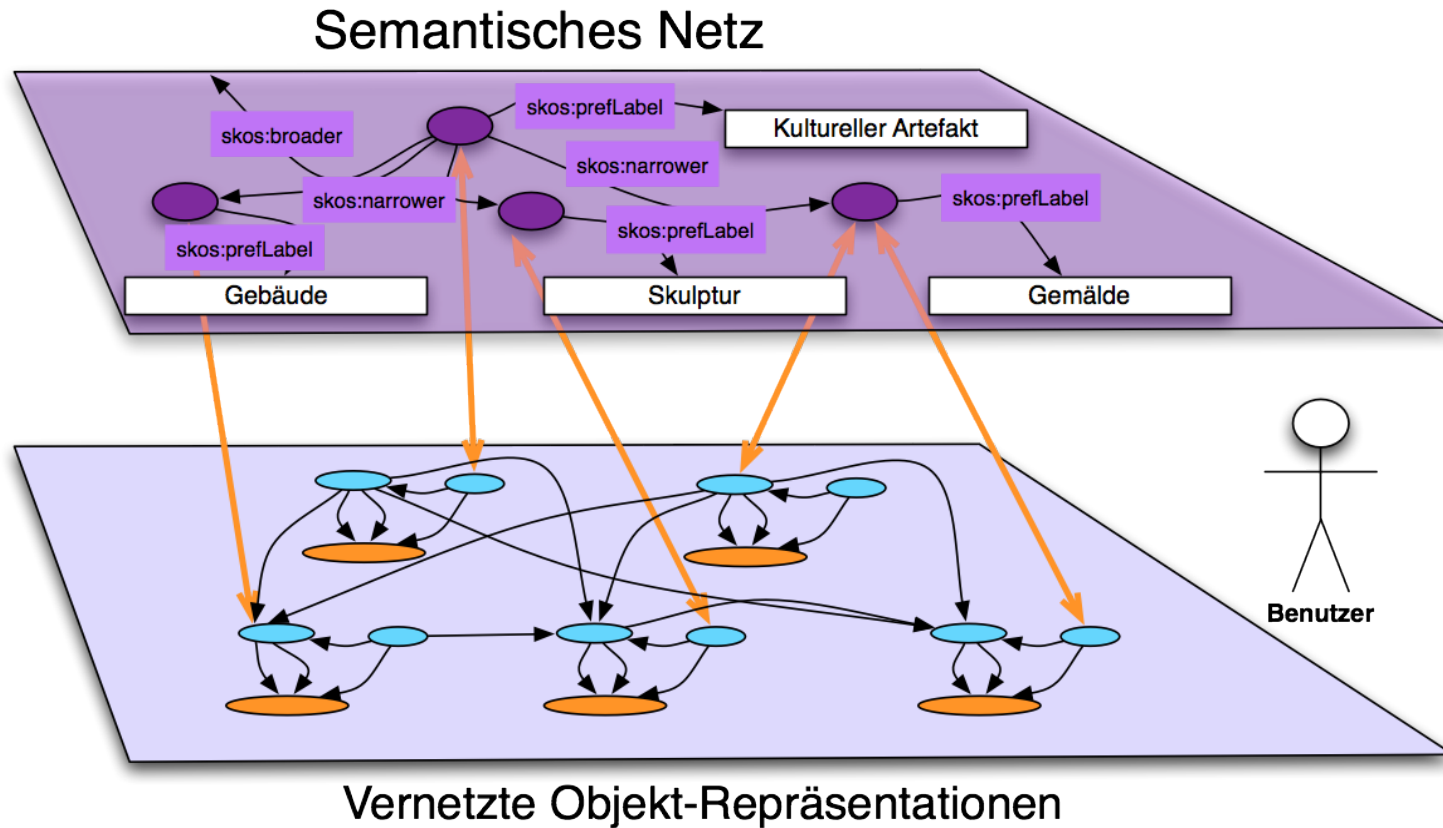 Semantisches Netz
skos:prefLabel
Kultureller Artefakt
skos:broader
skos:narrower
skos:narrower
skos:prefLabel
skos:prefLabel
skos:prefLabel
Gebäude
Skulptur
Gemälde
Benutzer
Vernetzte Objekt-Repräsentationen